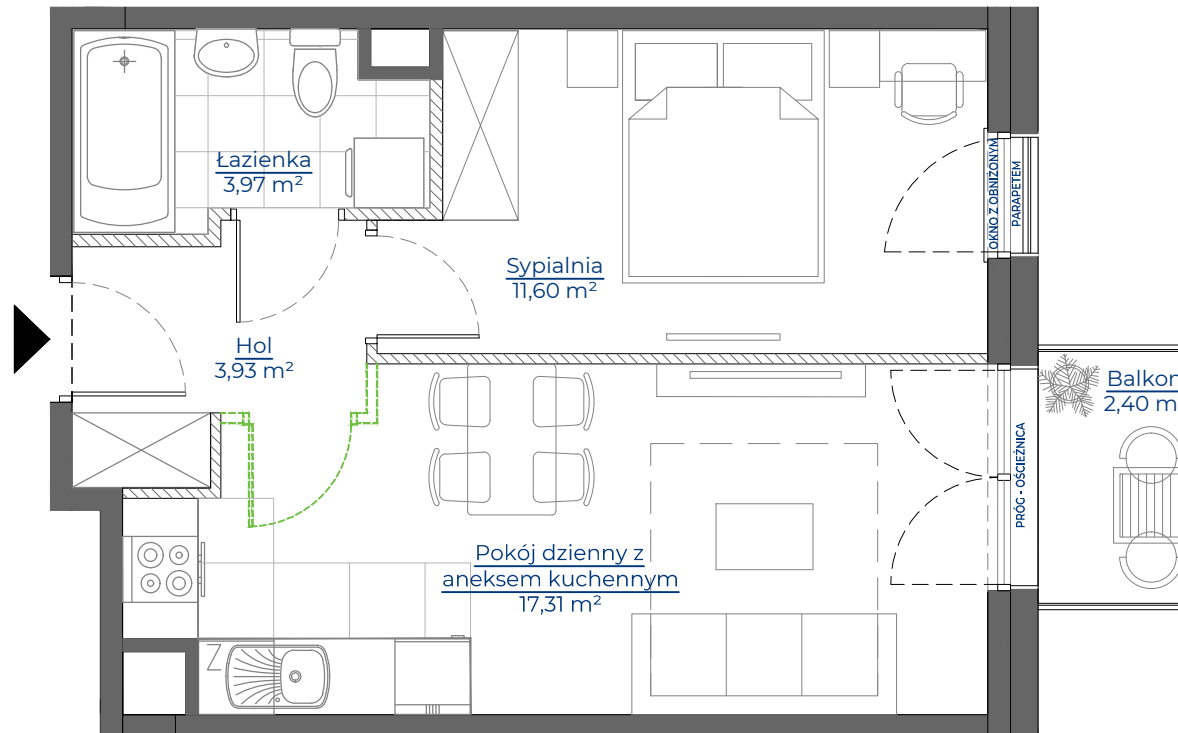 Łazienka
3,97 m²
Sypialnia
11,60 m²
OKNO Z OBNIŻONYM
PARAPETEM
Hol
3,93 m²
Balkon
2,40 m
PRÓG - OŚCIEŻNICA
Pokój dzienny z
aneksem kuchennym
17,31 m²
Z